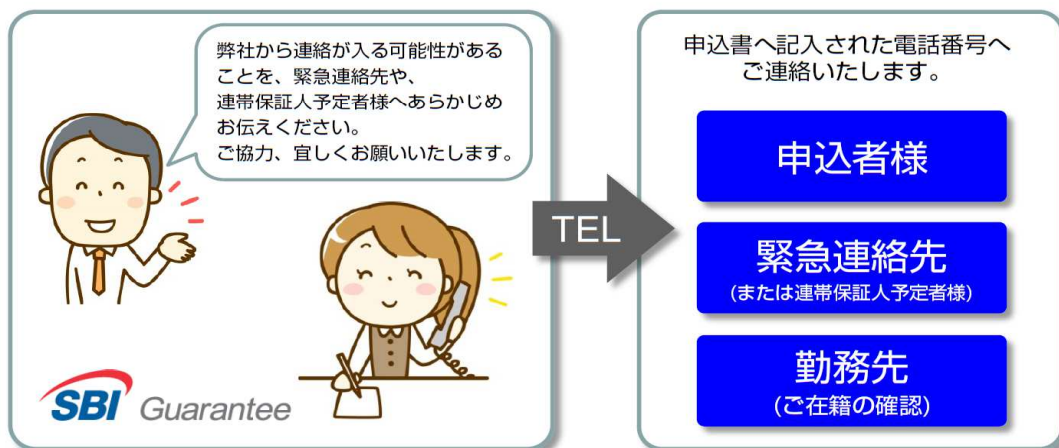 弊社から連絡が入る可能性がある
ことを、緊急連絡先や、
連帯保証人予定者様へあらかじめ
お伝えください。
ご協力、宜しくお願いいたします。
SBI Guarantee
TEL
申込書へ記入された電話番号へ
ご連絡いたします。
申込者様
緊急連絡先
(または連帯保証人予定者様)
勤務先
(ご在籍の確認)